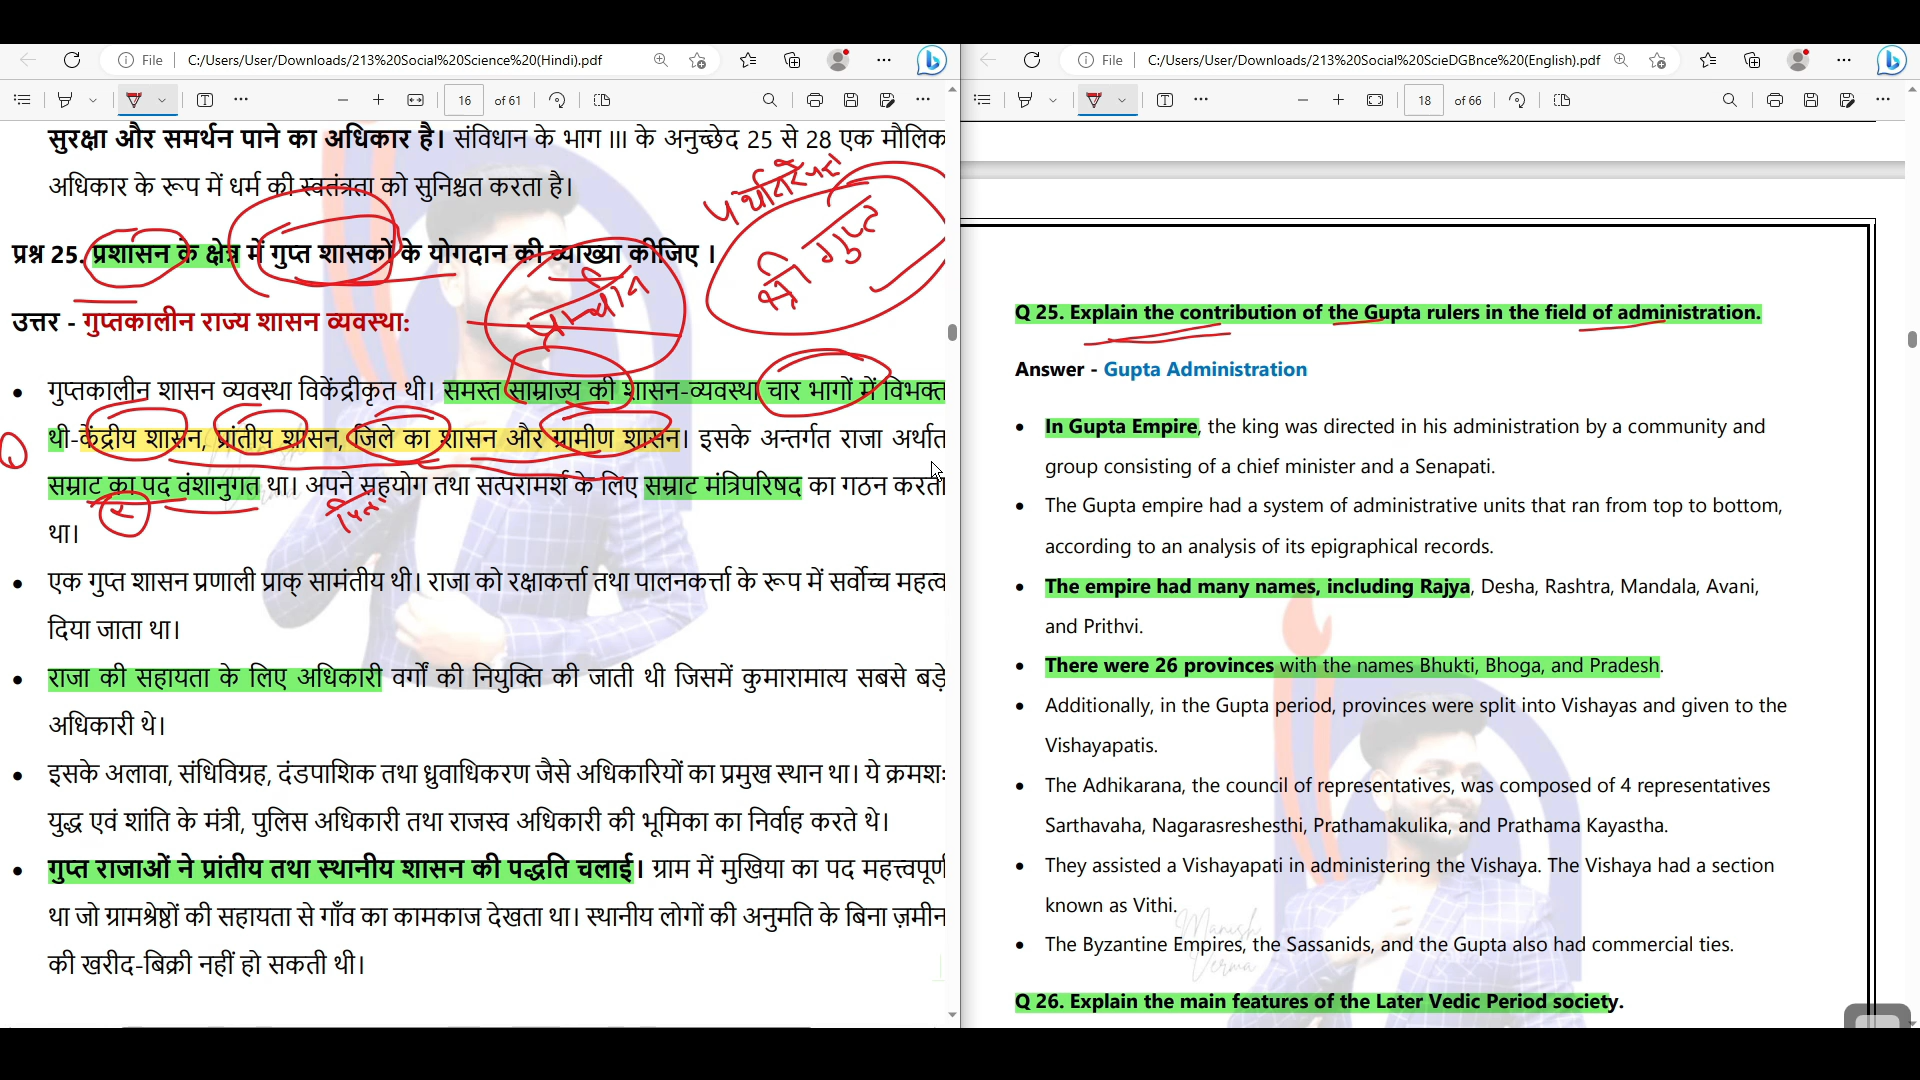 File
C:/Users/User/Downloads/213%20Social%20Science%20(Hindi).pdf
16 of 61
सुरक्षा और समर्थन पाने का अधिकार है। संविधान के भाग III के अनुच्छेद 25 से 28 एक मौलिक
अधिकार के रूप में धर्म की स्वतंत्रता को सुनिश्चत करता है।
श्री गुप्त
प्रश्न 25. प्रशासन के क्षेत्र में गुप्त शासकों के योगदान की व्याख्या कीजिए ।
उत्तर - गुप्तकालीन राज्य शासन व्यवस्था:
• गुप्तकालीन शासन व्यवस्था विकेंद्रीकृत थी। समस्त साम्राज्य की शासन-व्यवस्था चार भागों में विभक्त
थी-केंद्रीय शासन, प्रांतीय शासन, जिले का शासन और ग्रामीण शासन। इसके अन्तर्गत राजा अर्थात
सम्राट का पद वंशानुगत था। अपने सहयोग तथा सत्परामर्श के लिए सम्राट मंत्रिपरिषद का गठन करता
था।
• एक गुप्त शासन प्रणाली प्राक् सामंतीय थी। राजा को रक्षाकर्त्ता तथा पालनकर्त्ता के रूप में सर्वोच्च महत्व
दिया जाता था।
• राजा की सहायता के लिए अधिकारी वर्गों की नियुक्ति की जाती थी जिसमें कुमारामात्य सबसे बड़े
अधिकारी थे।
• इसके अलावा, संधिविग्रह, दंडपाशिक तथा ध्रुवाधिकरण जैसे अधिकारियों का प्रमुख स्थान था। ये क्रमश:
युद्ध एवं शांति के मंत्री, पुलिस अधिकारी तथा राजस्व अधिकारी की भूमिका का निर्वाह करते थे।
• गुप्त राजाओं ने प्रांतीय तथा स्थानीय शासन की पद्धति चलाई। ग्राम में मुखिया का पद महत्त्वपूर्ण
था जो ग्रामश्रेष्ठों की सहायता से गाँव का कामकाज देखता था। स्थानीय लोगों की अनुमति के बिना ज़मीन
की खरीद-बिक्री नहीं हो सकती थी।
File
C:/Users/User/Downloads/213%20Social%20ScieDGBnce%20(English).pdf
18 of 66
Q 25. Explain the contribution of the Gupta rulers in the field of administration.
Answer - Gupta Administration
• In Gupta Empire, the king was directed in his administration by a community and
group consisting of a chief minister and a Senapati.
• The Gupta empire had a system of administrative units that ran from top to bottom,
according to an analysis of its epigraphical records.
• The empire had many names, including Rajya, Desha, Rashtra, Mandala, Avani,
and Prithvi.
• There were 26 provinces with the names Bhukti, Bhoga, and Pradesh.
• Additionally, in the Gupta period, provinces were split into Vishayas and given to the
Vishayapatis.
• The Adhikarana, the council of representatives, was composed of 4 representatives
Sarthavaha, Nagarasreshesthi, Prathamakulika, and Prathama Kayastha.
• They assisted a Vishayapati in administering the Vishaya. The Vishaya had a section
known as Vithi.
• The Byzantine Empires, the Sassanids, and the Gupta also had commercial ties.
Manish
Verma
Q 26. Explain the main features of the Later Vedic Period society.